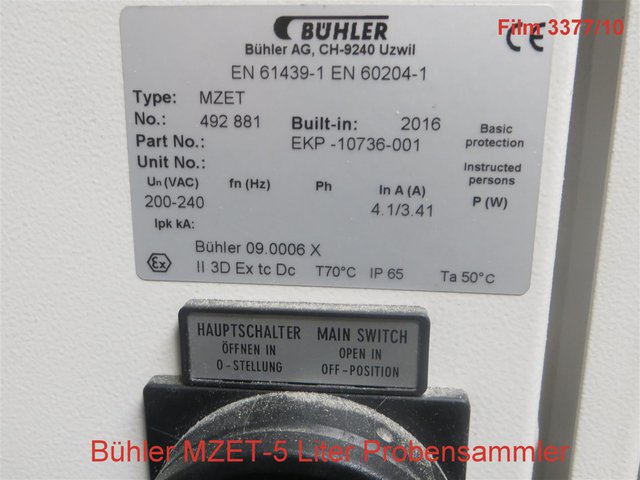 Film 3377/10
BÜHLER
CE
Bühler AG, CH-9240 Uzwil
EN 61439-1 EN 60204-1
Type: MZET
No.: 492 881 Built-in: 2016 Basic protection
Part No.: EKP -10736-001
Unit No.: Instructed persons
Un (VAC) fn (Hz) Ph In A (A) P (W)
200-240 4.1/3.41
Ipk kA:
Bühler 09.0006 X
Ex II 3D Ex tc Dc T70°C IP 65 Ta 50°C
HAUPTSCHALTER MAIN SWITCH
ÖFFNEN IN OPEN IN
O-STELLUNG OFF-POSITION
Bühler MZET-5 Liter Probensammler